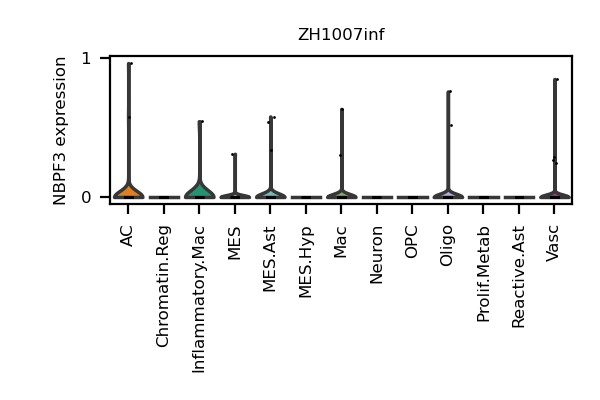 ZH1007inf
NBPF3 expression
1
0
AC
Chromatin.Reg
Inflammatory.Mac
MES
MES.Ast
MES.Hyp
Mac
Neuron
OPC
Oligo
Prolif.Metab
Reactive.Ast
Vasc